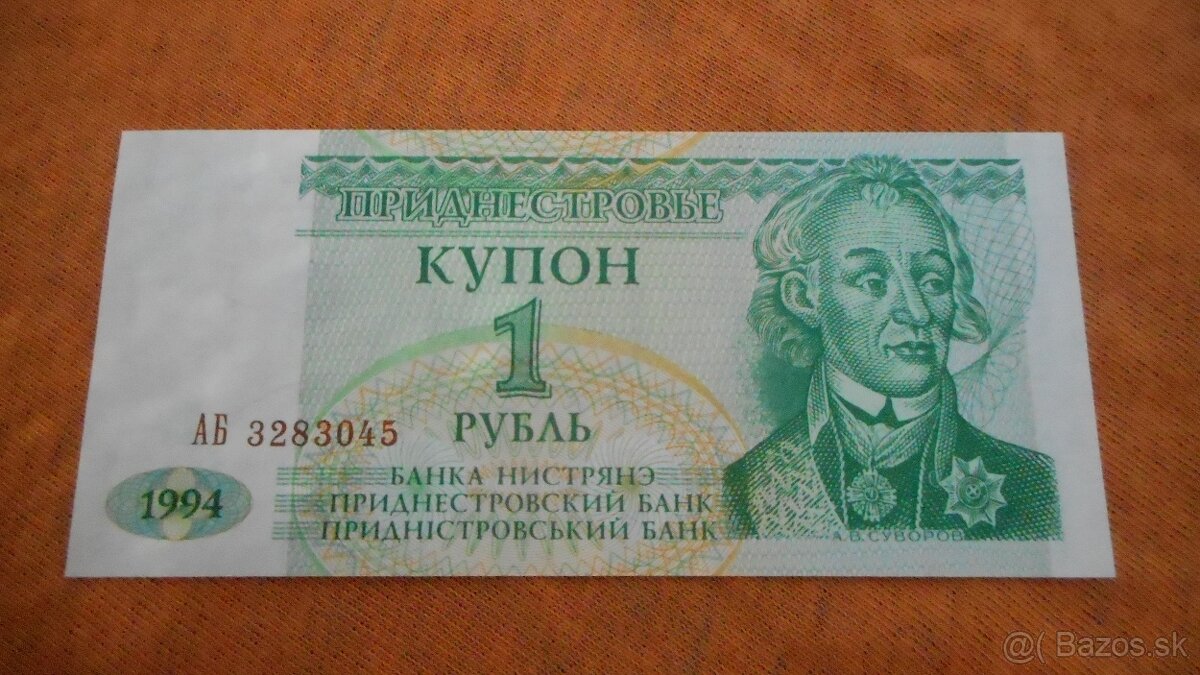 ПРИДНЕСТРОВЬЕ
КУПОН
1
РУБЛЬ
АБ 3283045
1994
БАНКА НИСТРЯНЭ
ПРИДНЕСТРОВСКИЙ БАНК
ПРИДНІСТРОВСЬКИЙ БАНК
А.В.СУВОРОВ
@( Bazos.sk